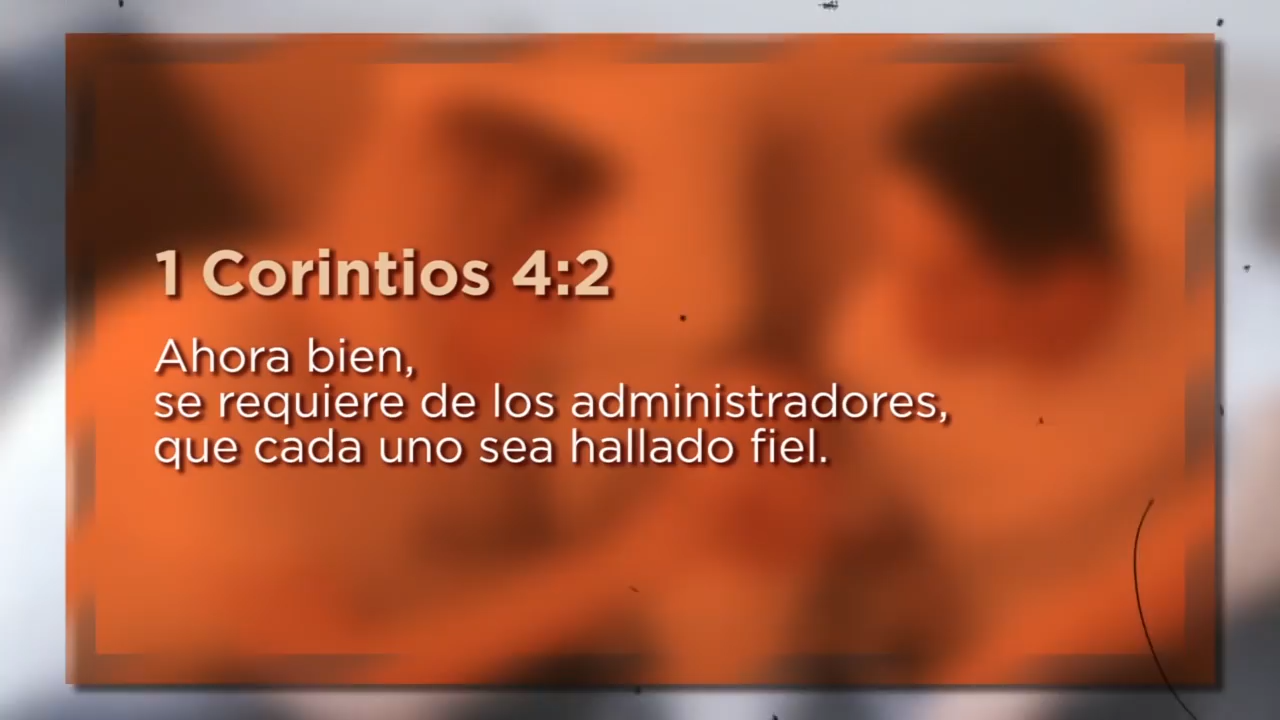 1 Corintios 4:2
Ahora bien,
se requiere de los administradores,
que cada uno sea hallado fiel.